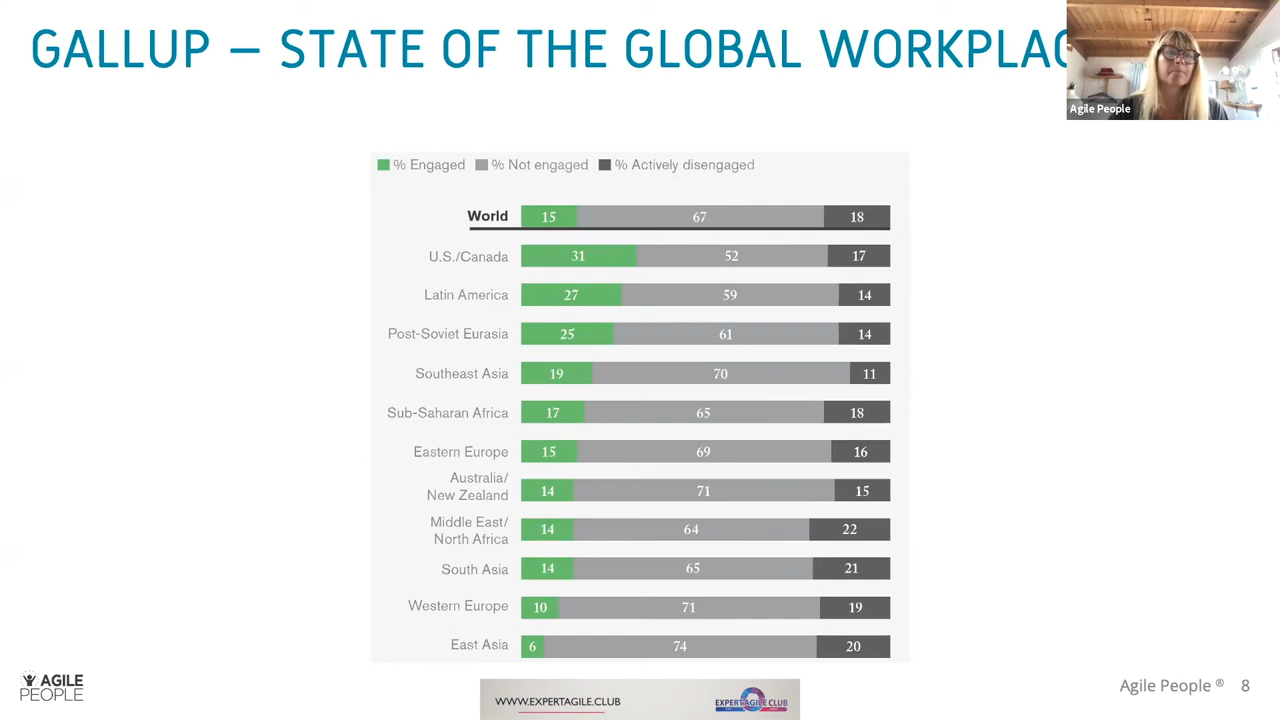 GALLUP – STATE OF THE GLOBAL WORKPLAC
Agile People
% Engaged % Not engaged % Actively disengaged
World 15 67 18
U.S./Canada 31 52 17
Latin America 27 59 14
Post-Soviet Eurasia 25 61 14
Southeast Asia 19 70 11
Sub-Saharan Africa 17 65 18
Eastern Europe 15 69 16
Australia/
New Zealand 14 71 15
Middle East/
North Africa 14 64 22
South Asia 14 65 21
Western Europe 10 71 19
East Asia 6 74 20
AGILE
PEOPLE
WWW.EXPERTAGILE.CLUB
EXPERTAGILE CLUB
Agile People ® 8